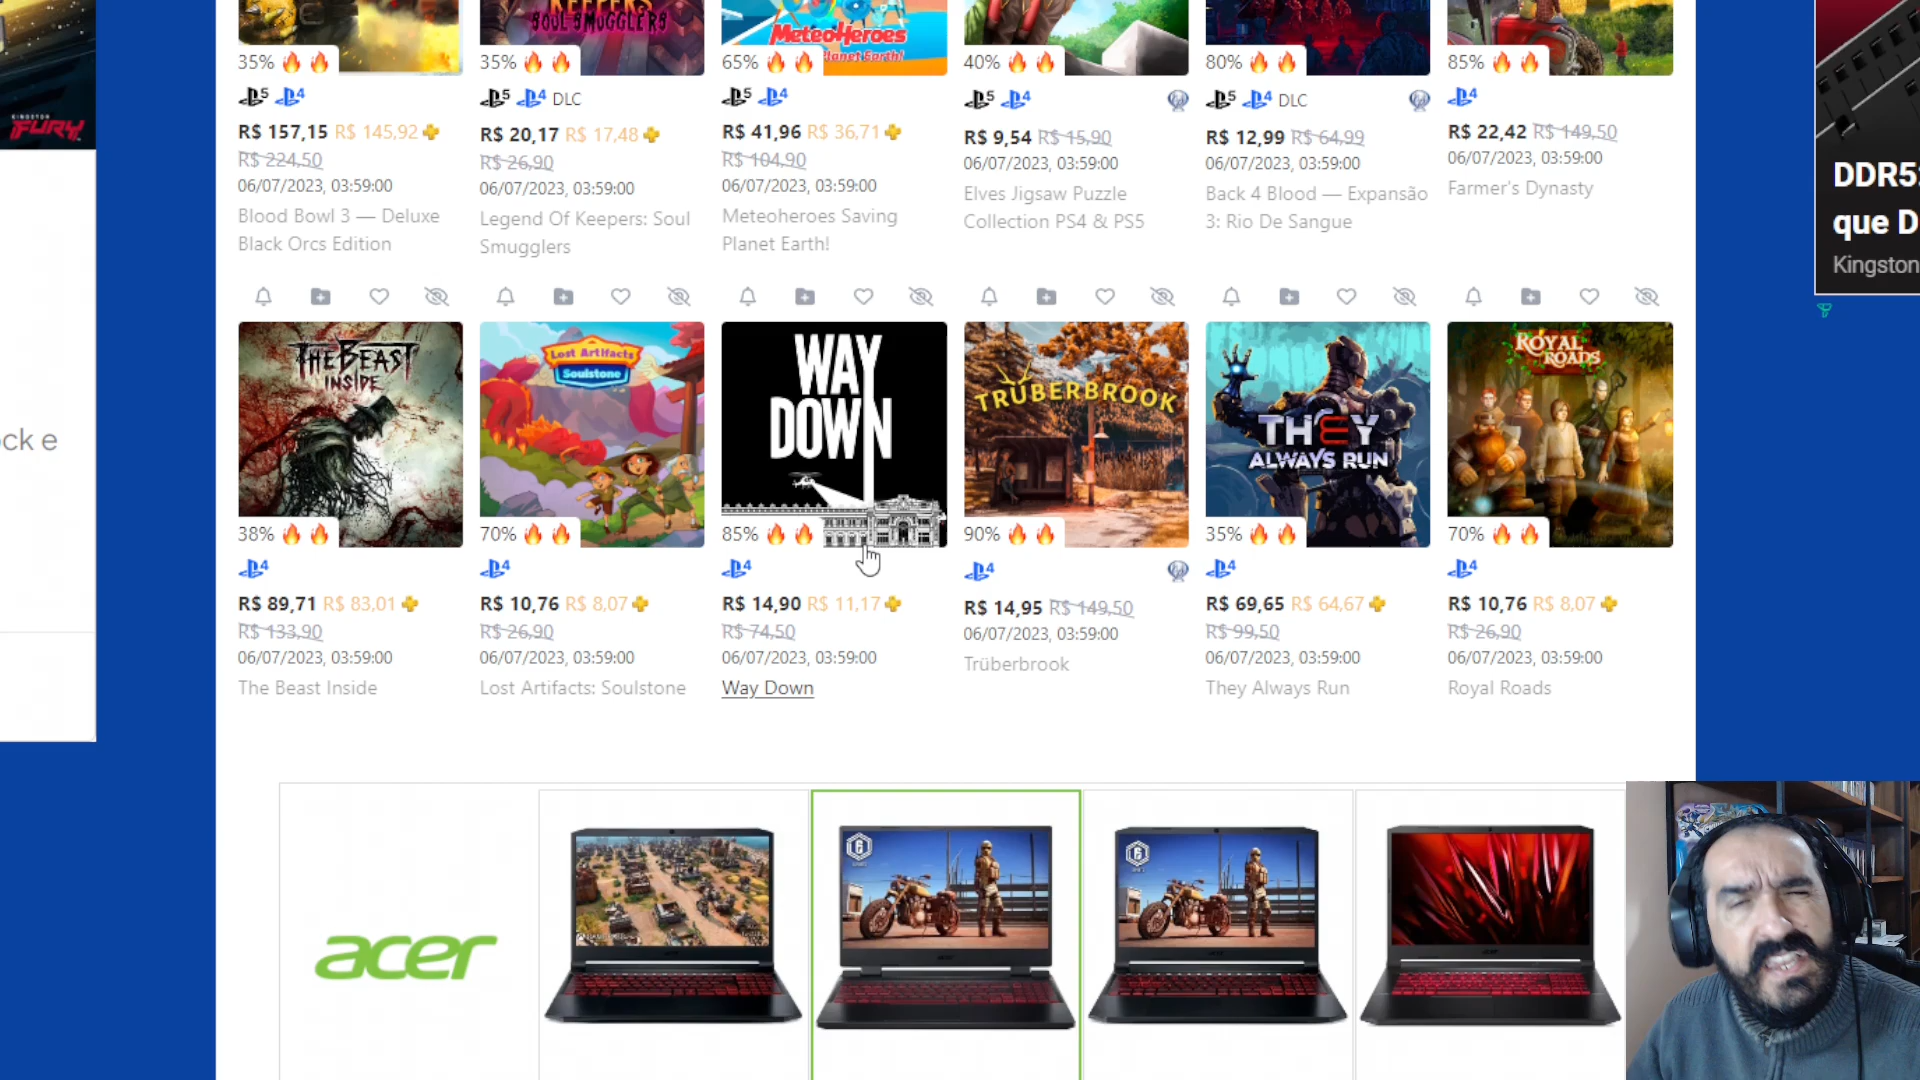 KEEPERS
SOUL SMUGGLERS
MeteoHeroes
Planet Earth!
35%
35%
65%
40%
80%
85%
KINGSTON
FURY
DLC
DLC
R$ 157,15 R$ 145,92
R$ 224,50
06/07/2023, 03:59:00
Blood Bowl 3 — Deluxe
Black Orcs Edition
R$ 20,17 R$ 17,48
R$ 26,90
06/07/2023, 03:59:00
Legend Of Keepers: Soul
Smugglers
R$ 41,96 R$ 36,71
R$ 104,90
06/07/2023, 03:59:00
Meteoheroes Saving
Planet Earth!
R$ 9,54 R$ 15,90
06/07/2023, 03:59:00
Elves Jigsaw Puzzle
Collection PS4 & PS5
R$ 12,99 R$ 64,99
06/07/2023, 03:59:00
Back 4 Blood — Expansão
3: Rio De Sangue
R$ 22,42 R$ 149,50
06/07/2023, 03:59:00
Farmer's Dynasty
DDR5:
que D
Kingston
ock e
THE BEAST
INSIDE
Lost Artifacts
Soulstone
WAY
DOWN
TRÜBERBROOK
THEY
ALWAYS RUN
ROYAL
ROADS
38%
70%
85%
90%
35%
70%
R$ 89,71 R$ 83,01
R$ 133,90
06/07/2023, 03:59:00
The Beast Inside
R$ 10,76 R$ 8,07
R$ 26,90
06/07/2023, 03:59:00
Lost Artifacts: Soulstone
R$ 14,90 R$ 11,17
R$ 74,50
06/07/2023, 03:59:00
Way Down
R$ 14,95 R$ 149,50
06/07/2023, 03:59:00
Trüberbrook
R$ 69,65 R$ 64,67
R$ 99,50
06/07/2023, 03:59:00
They Always Run
R$ 10,76 R$ 8,07
R$ 26,90
06/07/2023, 03:59:00
Royal Roads
acer